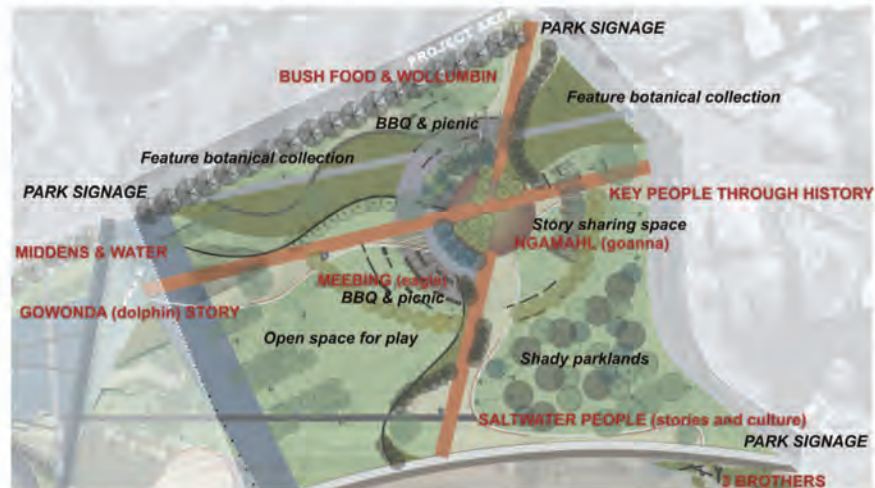 PROJECT AREA
PARK SIGNAGE
BUSH FOOD & WOLLUMBIN
Feature botanical collection
BBQ & picnic
Feature botanical collection
PARK SIGNAGE
KEY PEOPLE THROUGH HISTORY
Story sharing space
MIDDENS & WATER
NGAMAHL (goanna)
MEEBING (eagle)
BBQ & picnic
GOWONDA (dolphin) STORY
Open space for play
Shady parklands
SALTWATER PEOPLE (stories and culture)
PARK SIGNAGE
3 BROTHERS